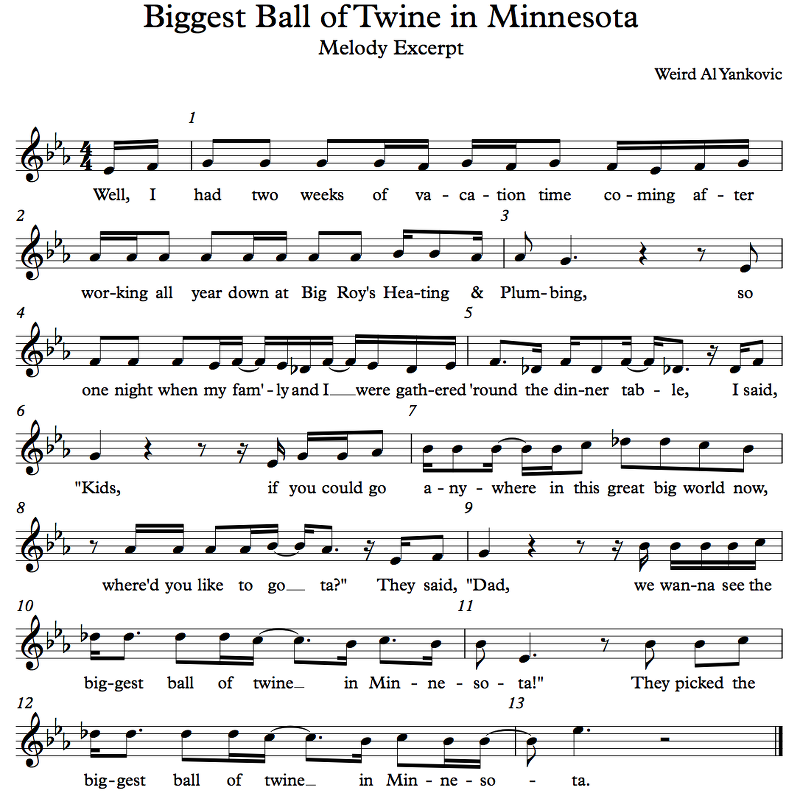 Biggest Ball of Twine in Minnesota
Melody Excerpt
Weird Al Yankovic
1
4
4
Well, I had two weeks of va - ca - tion time co - ming af - ter
2 3
wor-king all year down at Big Roy's Hea-ting & Plum-bing, so
4 5
one night when my fam'-ly and I__ were gath-ered 'round the din-ner tab - le, I said,
6 7
"Kids, if you could go a - ny - where in this great big world now,
8 9
where'd you like to go__ ta?" They said, "Dad, we wan-na see the
10 11
big-gest ball of twine_ in Min - ne - so - ta!" They picked the
12 13
big-gest ball of twine_ in Min - ne - so - ta.